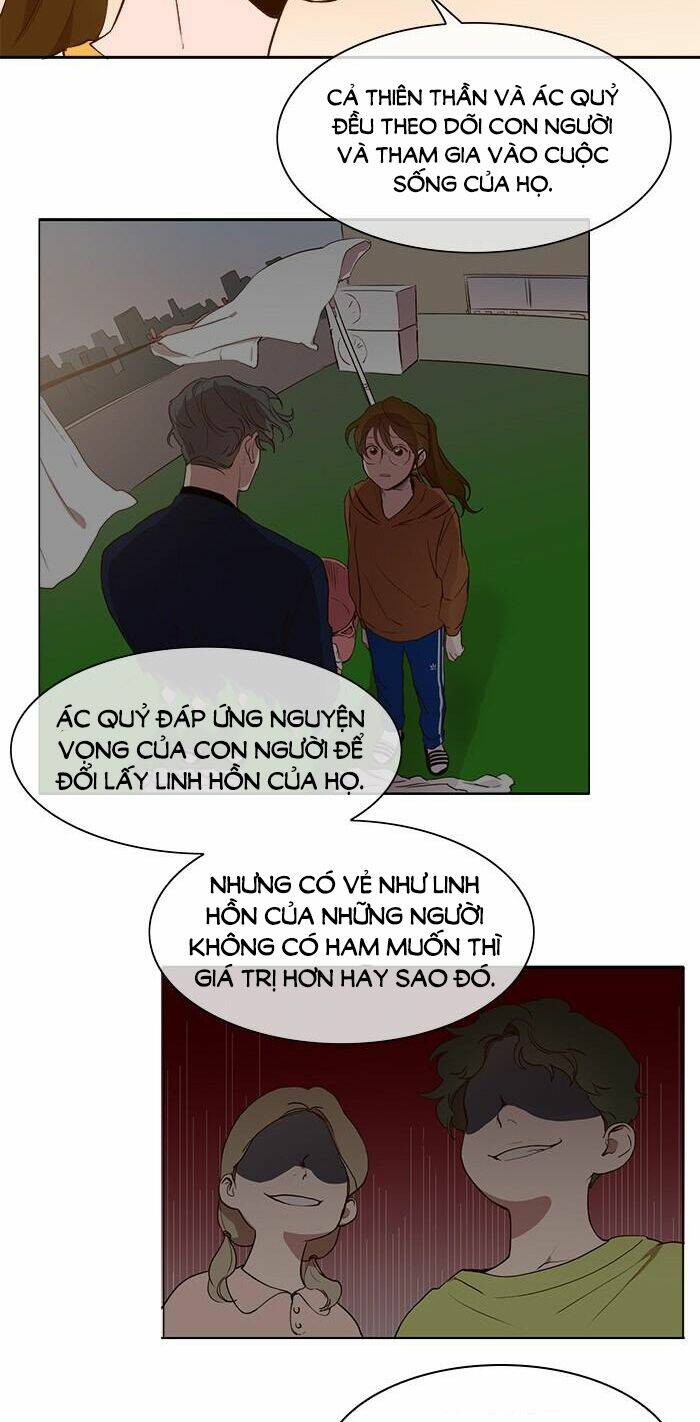 CẢ THIÊN THẦN VÀ ÁC QUỶ
ĐỀU THEO DÕI CON NGƯỜI
VÀ THAM GIA VÀO CUỘC
SỐNG CỦA HỌ.
ÁC QUỶ ĐÁP ỨNG NGUYỆN
VỌNG CỦA CON NGƯỜI ĐỂ
ĐỔI LẤY LINH HỒN CỦA HỌ.
NHƯNG CÓ VẺ NHƯ LINH
HỒN CỦA NHỮNG NGƯỜI
KHÔNG CÓ HAM MUỐN THÌ
GIÁ TRỊ HƠN HAY SAO ĐÓ.